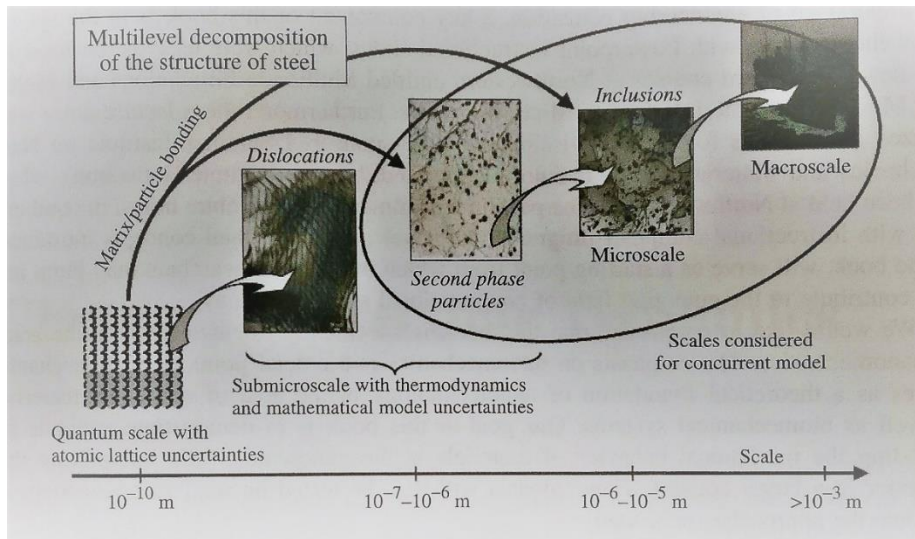 Multilevel decomposition
of the structure of steel
Matrix/particle bonding
Dislocations
Second phase
particles
Inclusions
Microscale
Macroscale
Scales considered
for concurrent model
Submicroscale with thermodynamics
and mathematical model uncertainties
Quantum scale with
atomic lattice uncertainties
Scale
10⁻¹⁰ m
10⁻⁷–10⁻⁶ m
10⁻⁶–10⁻⁵ m
>10⁻³ m